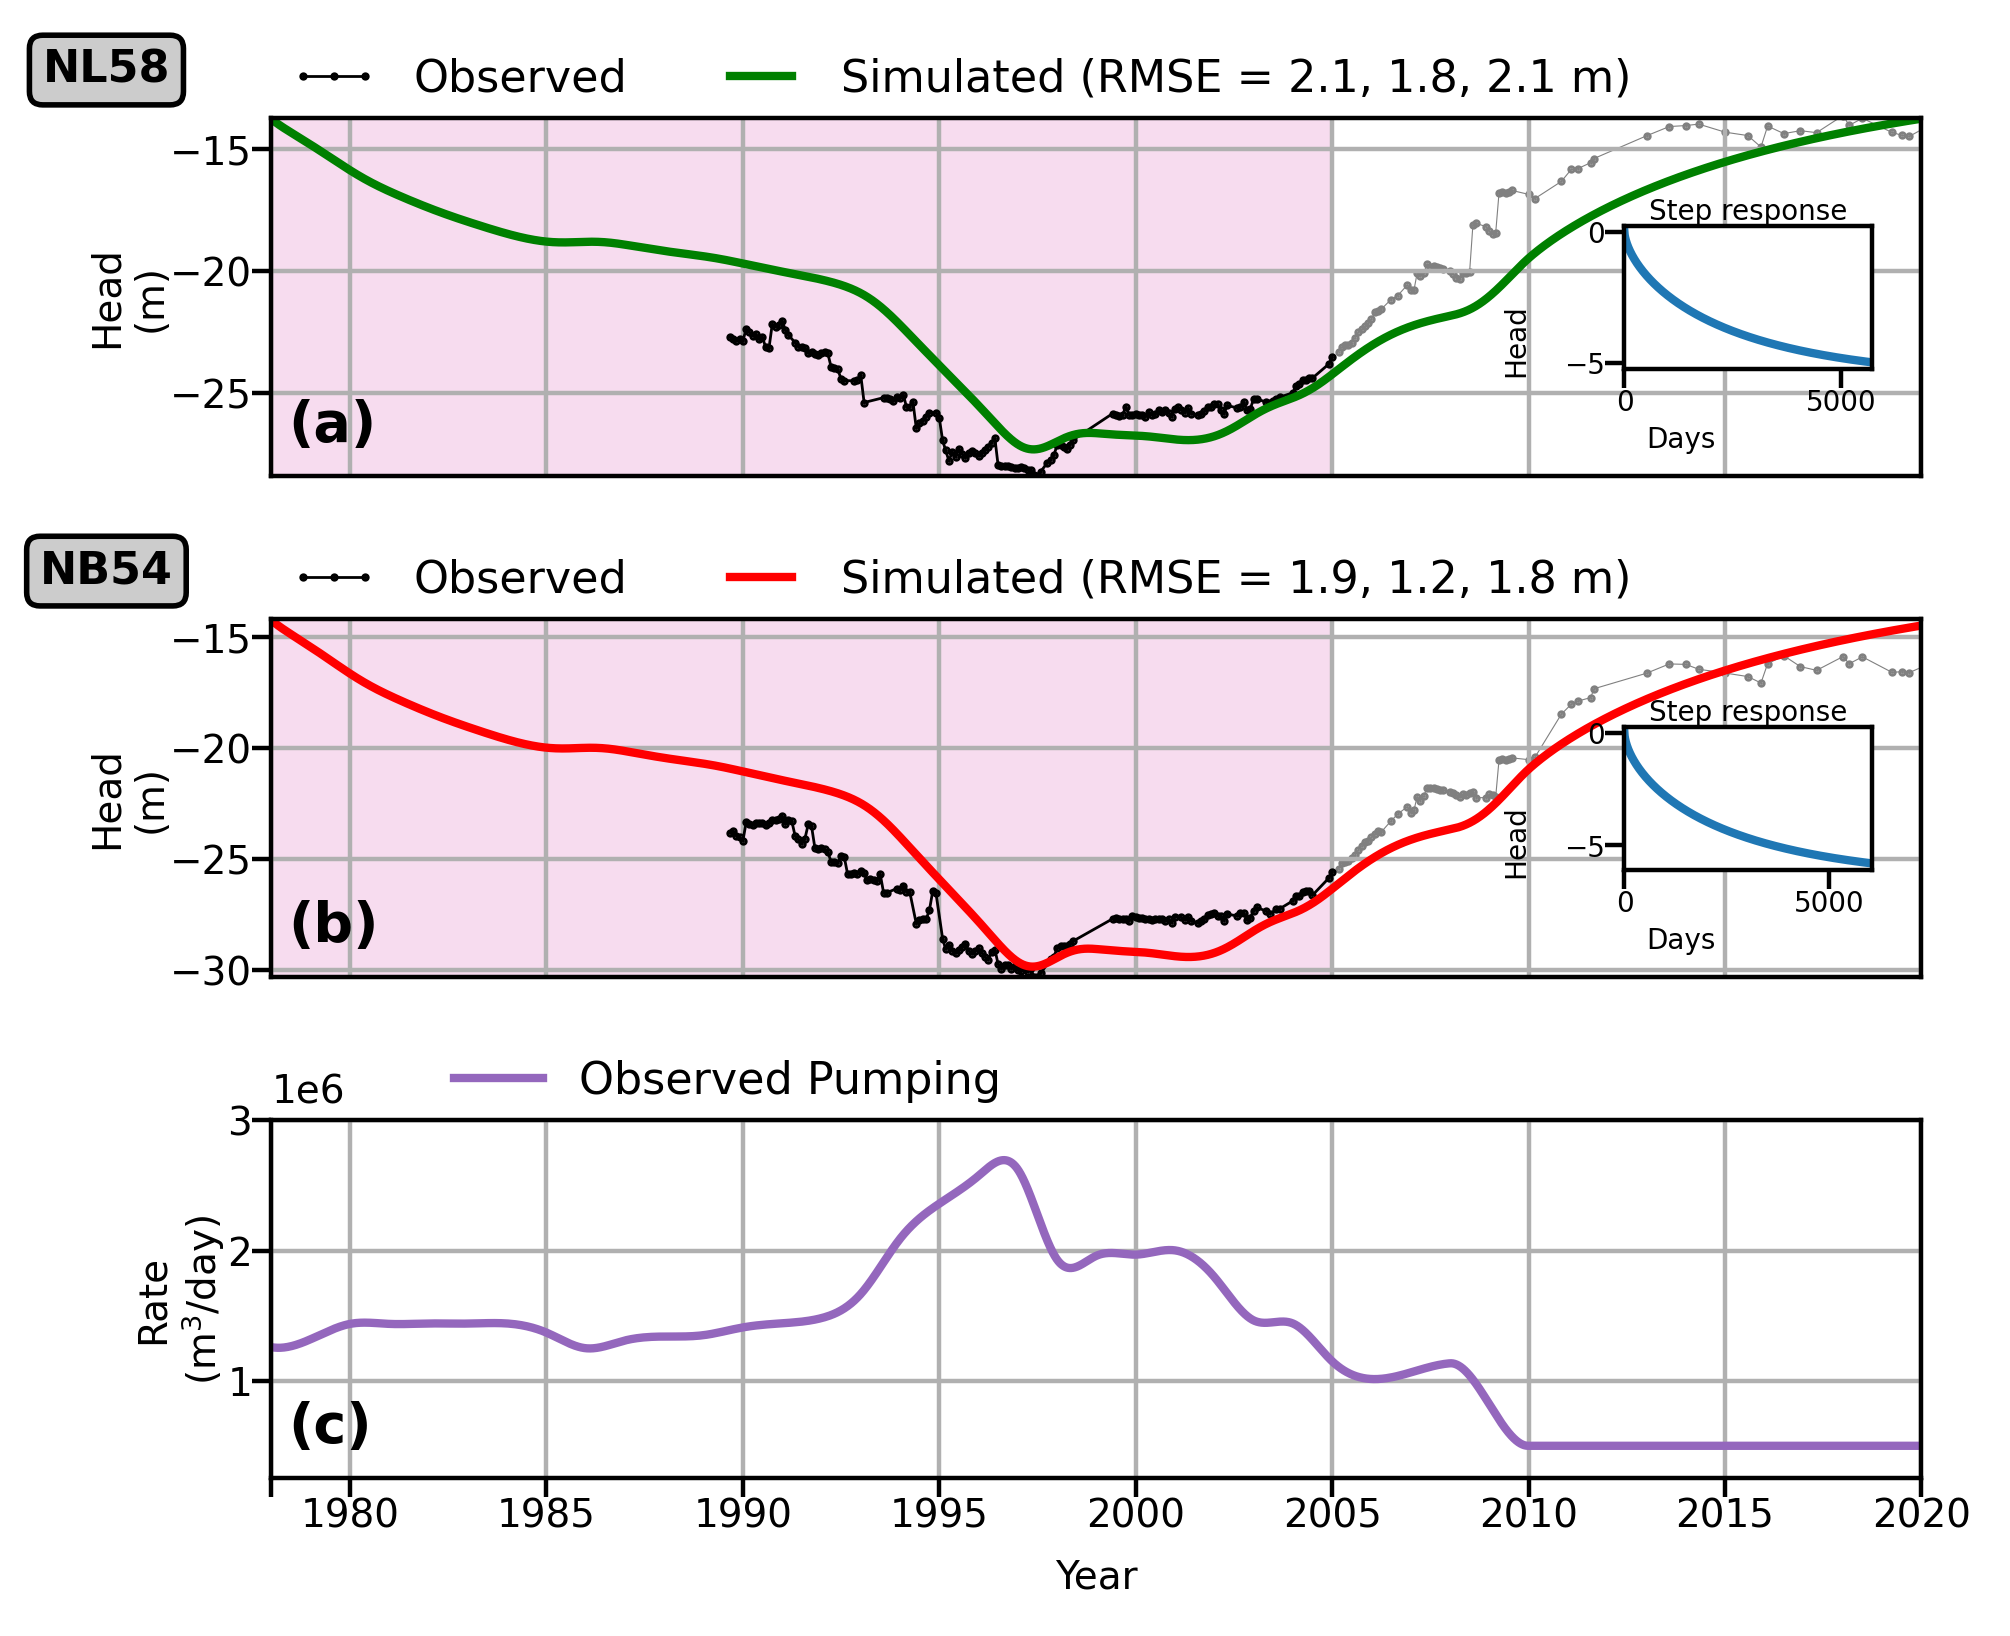 NL58
Observed
Simulated (RMSE = 2.1, 1.8, 2.1 m)
−15
−20
−25
Head
(m)
(a)
Step response
0
−5
Head
0
5000
Days
NB54
Observed
Simulated (RMSE = 1.9, 1.2, 1.8 m)
−15
−20
−25
−30
Head
(m)
(b)
Step response
0
−5
Head
0
5000
Days
1e6
Observed Pumping
3
2
1
Rate
(m³/day)
(c)
1980
1985
1990
1995
2000
2005
2010
2015
2020
Year